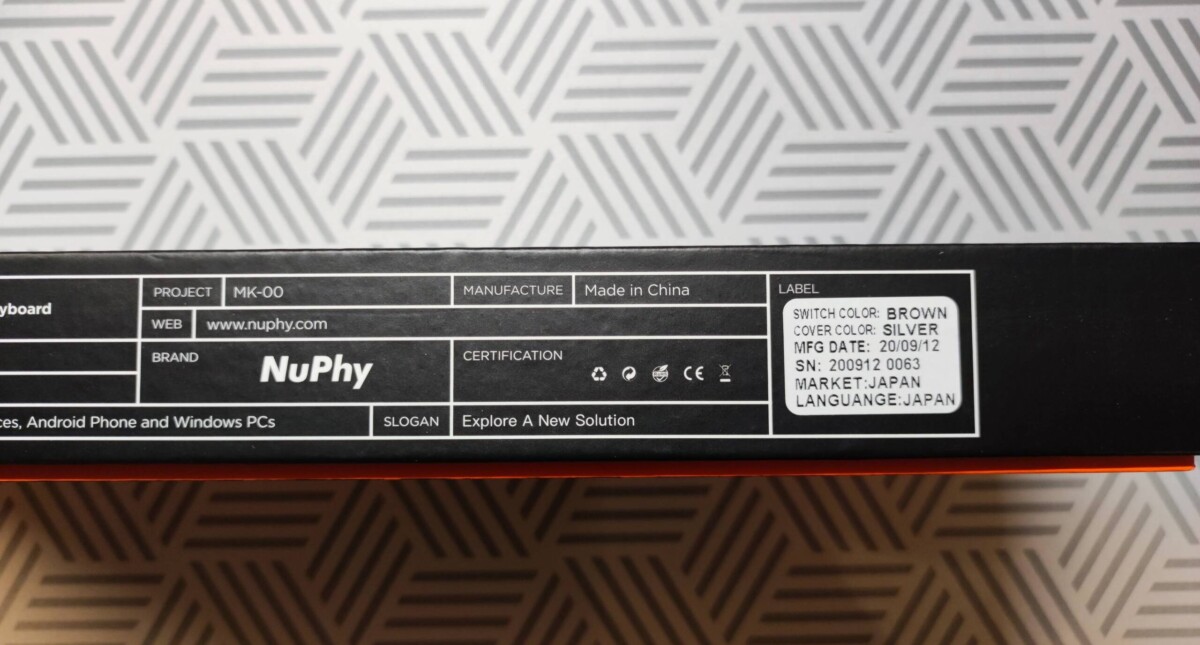 yboard
PROJECT MK-00
MANUFACTURE Made in China
WEB www.nuphy.com
BRAND NuPhy
CERTIFICATION
CE
ces, Android Phone and Windows PCs
SLOGAN Explore A New Solution
LABEL
SWITCH COLOR: BROWN
COVER COLOR: SILVER
MFG DATE: 20/09/12
SN: 200912 0063
MARKET:JAPAN
LANGUANGE:JAPAN